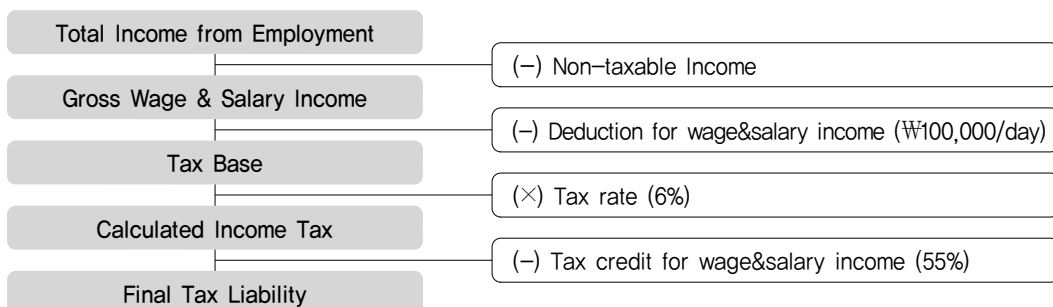 Total Income from Employment
(-) Non-taxable Income
Gross Wage & Salary Income
(-) Deduction for wage&salary income (₩100,000/day)
Tax Base
(×) Tax rate (6%)
Calculated Income Tax
(-) Tax credit for wage&salary income (55%)
Final Tax Liability